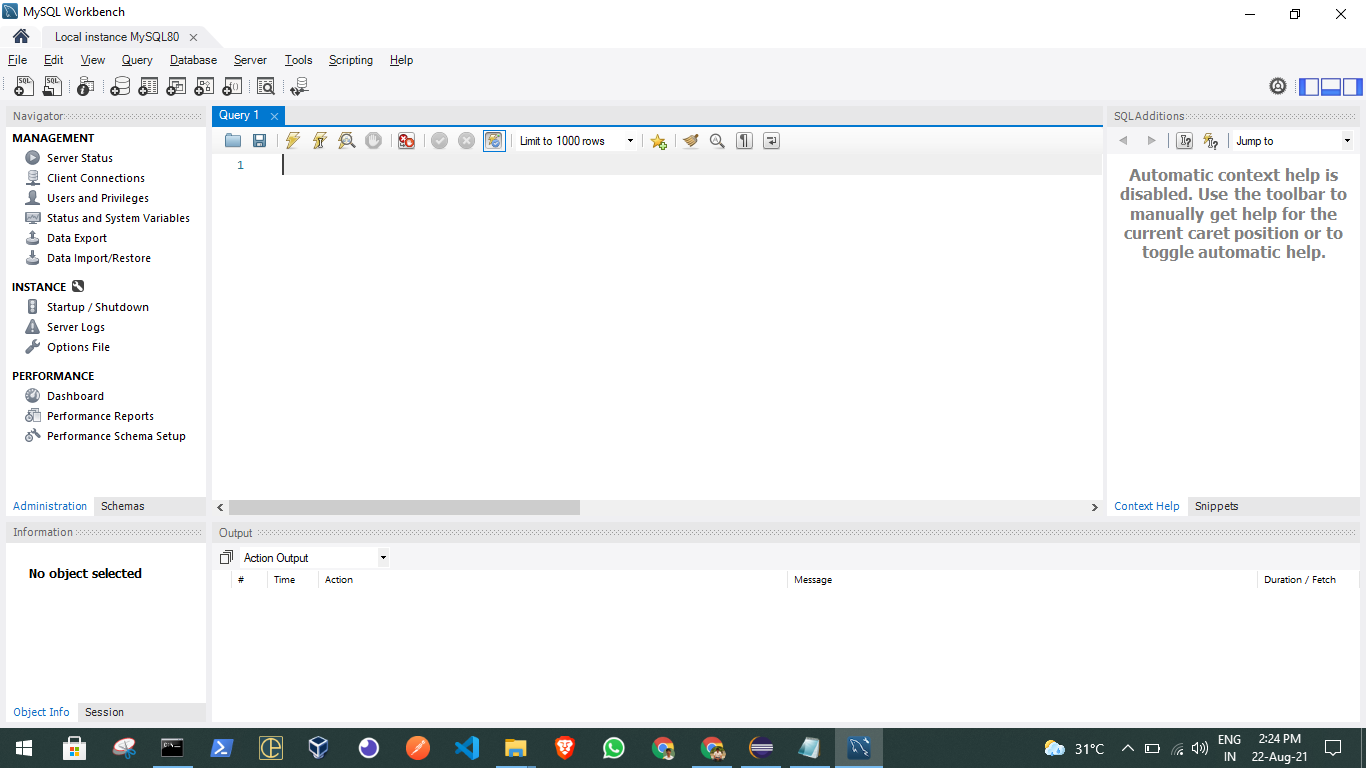 MySQL Workbench
Local instance MySQL80
File Edit View Query Database Server Tools Scripting Help
SQL SQL
Navigator
MANAGEMENT
Server Status
Client Connections
Users and Privileges
Status and System Variables
Data Export
Data Import/Restore
INSTANCE
Startup / Shutdown
Server Logs
Options File
PERFORMANCE
Dashboard
Performance Reports
Performance Schema Setup
Administration Schemas
Query 1
Limit to 1000 rows
1
SQLAdditions
Jump to
Automatic context help is
disabled. Use the toolbar to
manually get help for the
current caret position or to
toggle automatic help.
Context Help Snippets
Information
No object selected
Object Info Session
Output
Action Output
# Time Action Message Duration / Fetch
31°C
ENG
IN
2:24 PM
22-Aug-21